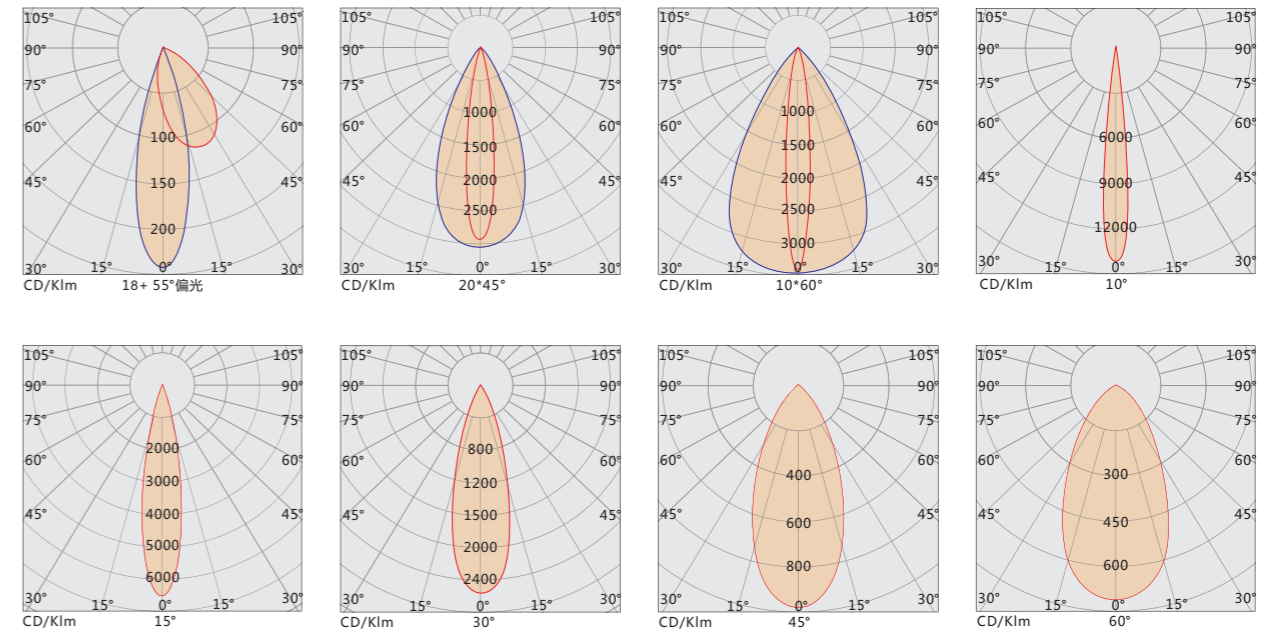 105° 105° 105° 105° 105° 105° 105° 105°
90° 90° 90° 90° 90° 90° 90° 90°
75° 75° 75° 75° 75° 75° 75° 75°
1000 1000
60° 60° 60° 60° 60° 60° 60° 60°
100 1500 1500 6000
45° 150 45° 45° 2000 45° 45° 2000 45° 45° 9000 45°
200 2500 2500 12000
3000
30° 15° 0° 15° 30° 30° 15° 0° 15° 30° 30° 15° 0° 15° 30° 30° 15° 0° 15° 30°
CD/Klm 18+ 55°偏光 CD/Klm 20*45° CD/Klm 10*60° CD/Klm 10°
105° 105° 105° 105° 105° 105° 105° 105°
90° 90° 90° 90° 90° 90° 90° 90°
75° 75° 75° 75° 75° 75° 75° 75°
2000 800
60° 60° 60° 60° 60° 60° 60° 60°
3000 1200 400 300
45° 4000 45° 45° 1500 45° 45° 600 45° 45° 450 45°
5000 2000 800 600
6000 2400
30° 15° 0° 15° 30° 30° 15° 0° 15° 30° 30° 15° 0° 15° 30° 30° 15° 0° 15° 30°
CD/Klm 15° CD/Klm 30° CD/Klm 45° CD/Klm 60°